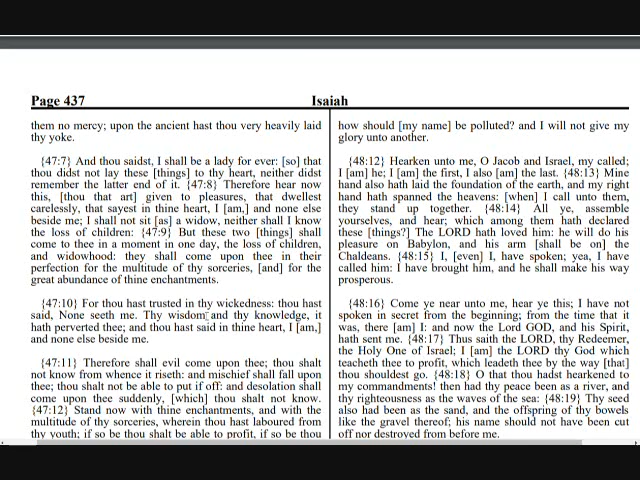 Page 437
Isaiah
them no mercy; upon the ancient hast thou very heavily laid
thy yoke.
{47:7} And thou saidst, I shall be a lady for ever: [so] that
thou didst not lay these [things] to thy heart, neither didst
remember the latter end of it. {47:8} Therefore hear now
this, [thou that art] given to pleasures, that dwellest
carelessly, that sayest in thine heart, I [am,] and none else
beside me; I shall not sit [as] a widow, neither shall I know
the loss of children: {47:9} But these two [things] shall
come to thee in a moment in one day, the loss of children,
and widowhood: they shall come upon thee in their
perfection for the multitude of thy sorceries, [and] for the
great abundance of thine enchantments.
{47:10} For thou hast trusted in thy wickedness: thou hast
said, None seeth me. Thy wisdom and thy knowledge, it
hath perverted thee; and thou hast said in thine heart, I [am,]
and none else beside me.
{47:11} Therefore shall evil come upon thee; thou shalt
not know from whence it riseth: and mischief shall fall upon
thee; thou shalt not be able to put if off: and desolation shall
come upon thee suddenly, [which] thou shalt not know.
{47:12} Stand now with thine enchantments, and with the
multitude of thy sorceries, wherein thou hast laboured from
thy youth; if so be thou shalt be able to profit, if so be thou
how should [my name] be polluted? and I will not give my
glory unto another.
{48:12} Hearken unto me, O Jacob and Israel, my called;
I [am] he; I [am] the first, I also [am] the last. {48:13} Mine
hand also hath laid the foundation of the earth, and my right
hand hath spanned the heavens: [when] I call unto them,
they stand up together. {48:14} All ye, assemble
yourselves, and hear; which among them hath declared
these [things?] The LORD hath loved him: he will do his
pleasure on Babylon, and his arm [shall be on] the
Chaldeans. {48:15} I, [even] I, have spoken; yea, I have
called him: I have brought him, and he shall make his way
prosperous.
{48:16} Come ye near unto me, hear ye this; I have not
spoken in secret from the beginning; from the time that it
was, there [am] I: and now the Lord GOD, and his Spirit,
hath sent me. {48:17} Thus saith the LORD, thy Redeemer,
the Holy One of Israel; I [am] the LORD thy God which
teacheth thee to profit, which leadeth thee by the way [that]
thou shouldest go. {48:18} O that thou hadst hearkened to
my commandments! then had thy peace been as a river, and
thy righteousness as the waves of the sea: {48:19} Thy seed
also had been as the sand, and the offspring of thy bowels
like the gravel thereof; his name should not have been cut
off nor destroyed from before me.